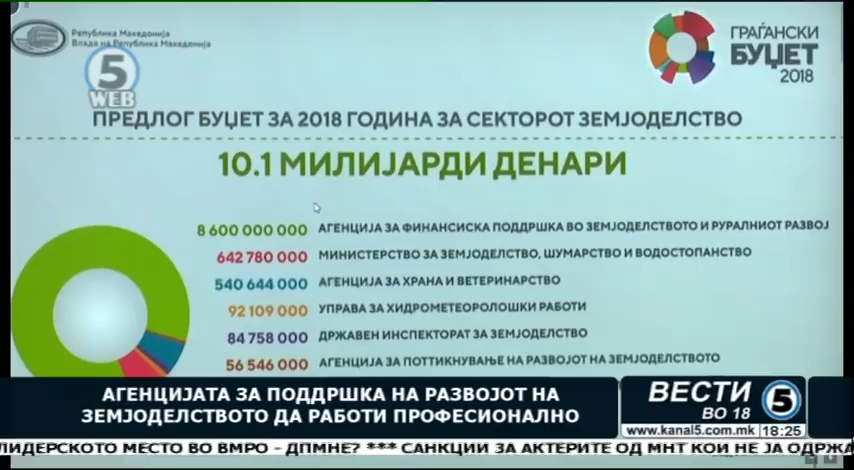 Република Македонија
Влада на Република Македонија
5
WEB
ГРАЃАНСКИ
БУЏЕТ
2018
ПРЕДЛОГ БУЏЕТ ЗА 2018 ГОДИНА ЗА СЕКТОРОТ ЗЕМЈОДЕЛСТВО
10.1 МИЛИЈАРДИ ДЕНАРИ
8 600 000 000 АГЕНЦИЈА ЗА ФИНАНСИСКА ПОДДРШКА ВО ЗЕМЈОДЕЛСТВОТО И РУРАЛНИОТ РАЗВОЈ
642 780 000 МИНИСТЕРСТВО ЗА ЗЕМЈОДЕЛСТВО, ШУМАРСТВО И ВОДОСТОПАНСТВО
540 644 000 АГЕНЦИЈА ЗА ХРАНА И ВЕТЕРИНАРСТВО
92 109 000 УПРАВА ЗА ХИДРОМЕТЕОРОЛОШКИ РАБОТИ
84 758 000 ДРЖАВЕН ИНСПЕКТОРАТ ЗА ЗЕМЈОДЕЛСТВО
56 546 000 АГЕНЦИЈА ЗА ПОТТИКНУВАЊЕ НА РАЗВОЈОТ НА ЗЕМЈОДЕЛСТВОТО
АГЕНЦИЈАТА ЗА ПОДДРШКА НА РАЗВОЈОТ НА
ЗЕМЈОДЕЛСТВОТО ДА РАБОТИ ПРОФЕСИОНАЛНО
ВЕСТИ
ВО 18
5
www.kanal5.com.mk 18:25
ЛИДЕРСКОТО МЕСТО ВО ВМРО - ДПМНЕ? *** САНКЦИИ ЗА АКТЕРИТЕ ОД МНТ КОИ НЕ ЈА ОДРЖА